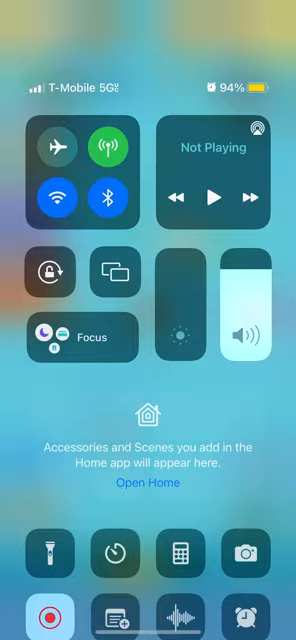 T-Mobile 5G
94%
Not Playing
Focus
Accessories and Scenes you add in the
Home app will appear here.
Open Home